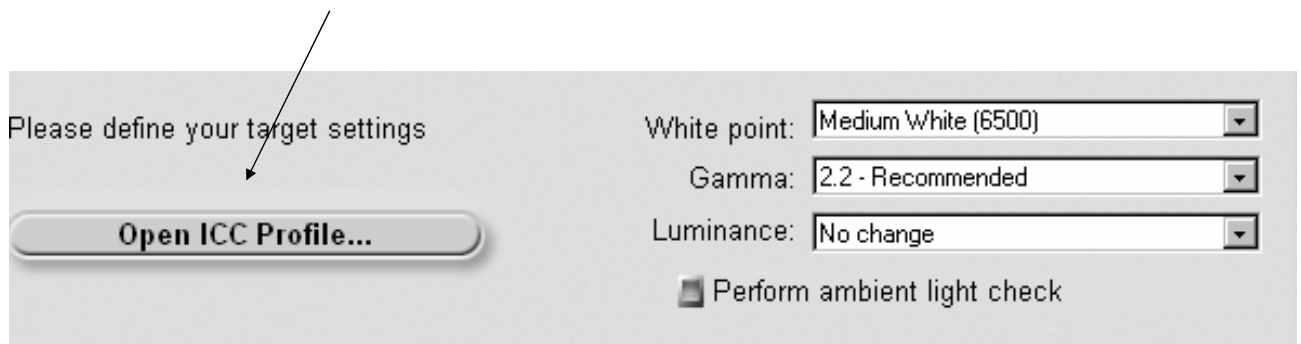 Please define your target settings
Open ICC Profile...
White point: Medium White (6500)
Gamma: 2.2 - Recommended
Luminance: No change
Perform ambient light check